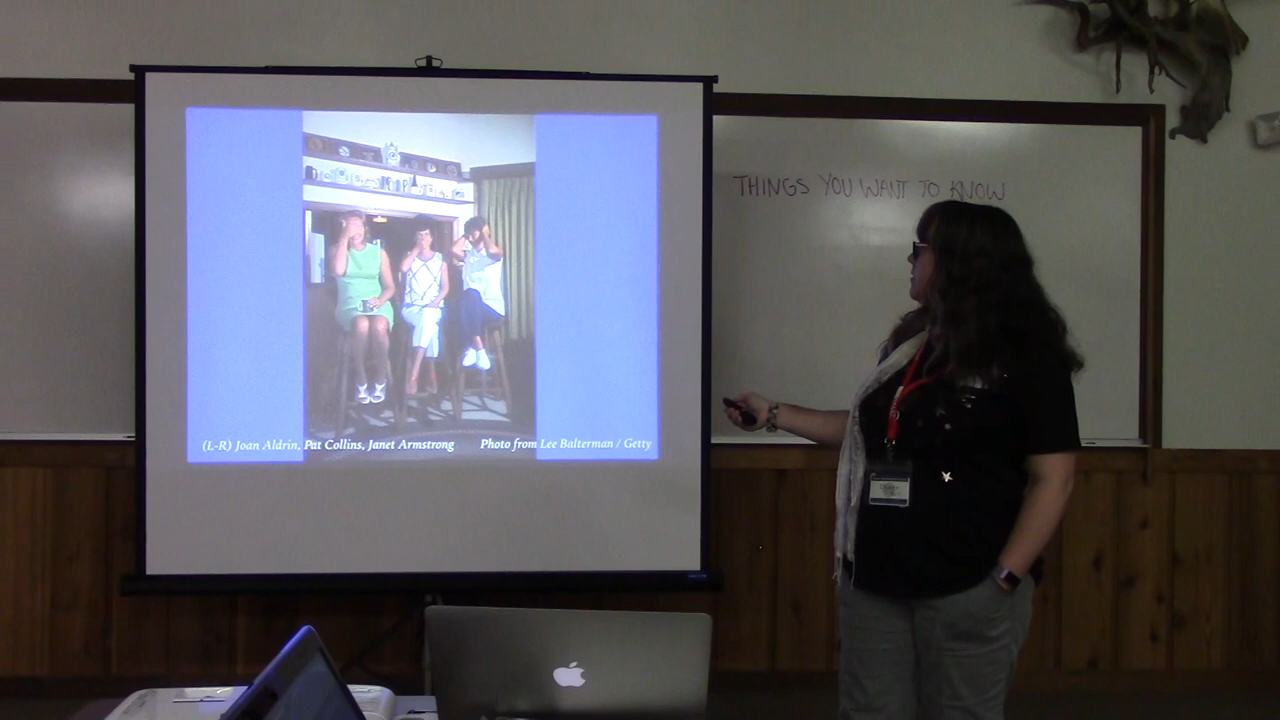 THINGS YOU WANT TO KNOW
(L-R) Joan Aldrin, Pat Collins, Janet Armstrong Photo from Lee Balterman / Getty